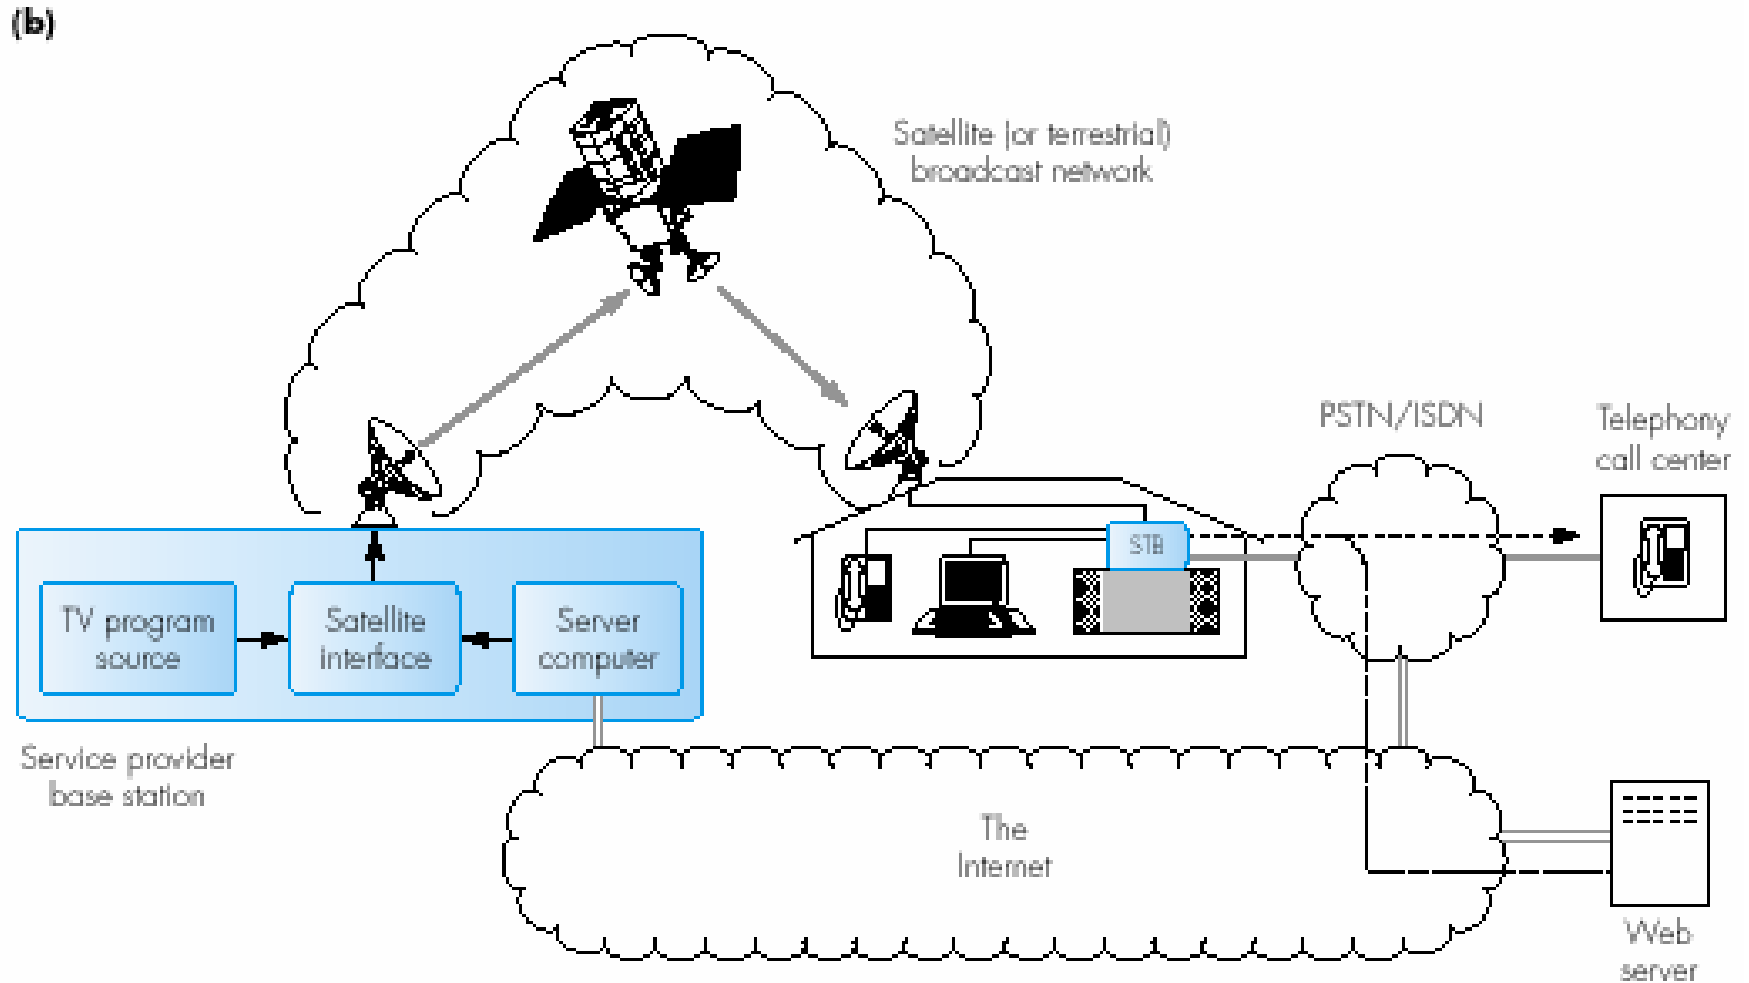 (b)
Satellite (or terrestrial)
broadcast network
PSTN/ISDN
Telephony
call center
STB
TV program
source
Satellite
interface
Server
computer
Service provider
base station
The
Internet
Web
server